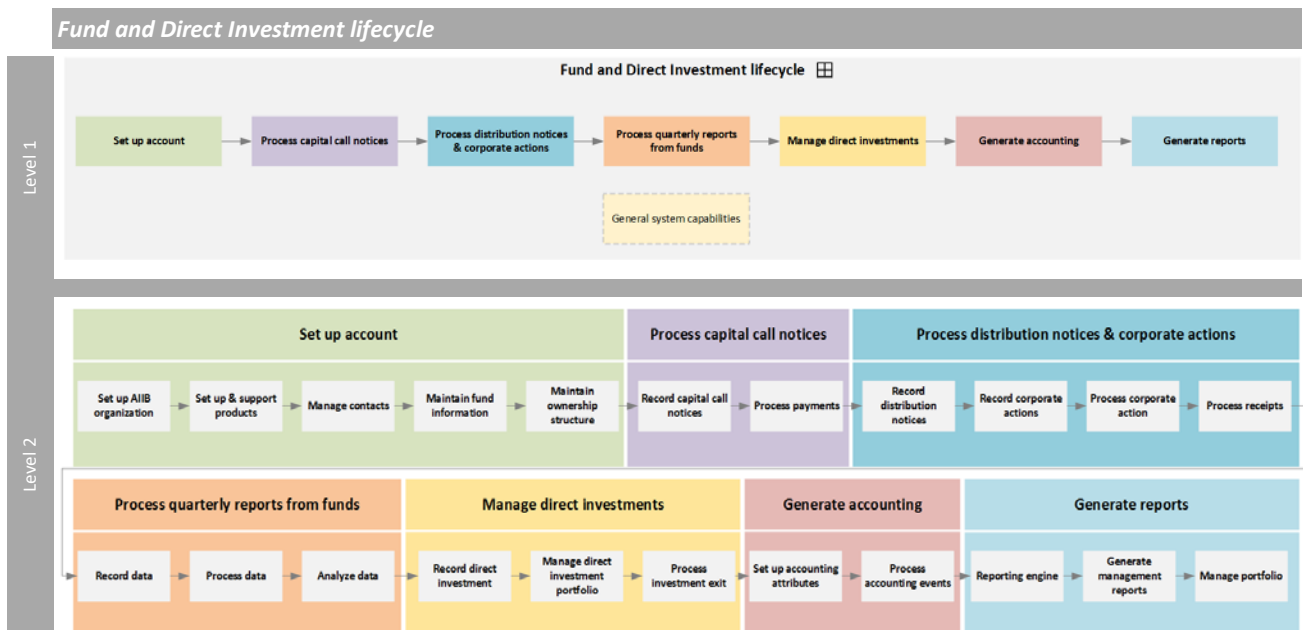 Fund and Direct Investment lifecycle
Level 1
Fund and Direct Investment lifecycle
Set up account
Process capital call notices
Process distribution notices
& corporate actions
Process quarterly reports
from funds
Manage direct investments
Generate accounting
Generate reports
General system capabilities
Level 2
Set up account
Process capital call notices
Process distribution notices & corporate actions
Set up AIIB
organization
Set up & support
products
Manage contacts
Maintain fund
information
Maintain
ownership
structure
Record capital call
notices
Process payments
Record
distribution
notices
Record corporate
actions
Process corporate
action
Process receipts
Process quarterly reports from funds
Manage direct investments
Generate accounting
Generate reports
Record data
Process data
Analyze data
Record direct
investment
Manage direct
investment
portfolio
Process
investment exit
Set up accounting
attributes
Process
accounting events
Reporting engine
Generate
management
reports
Manage portfolio